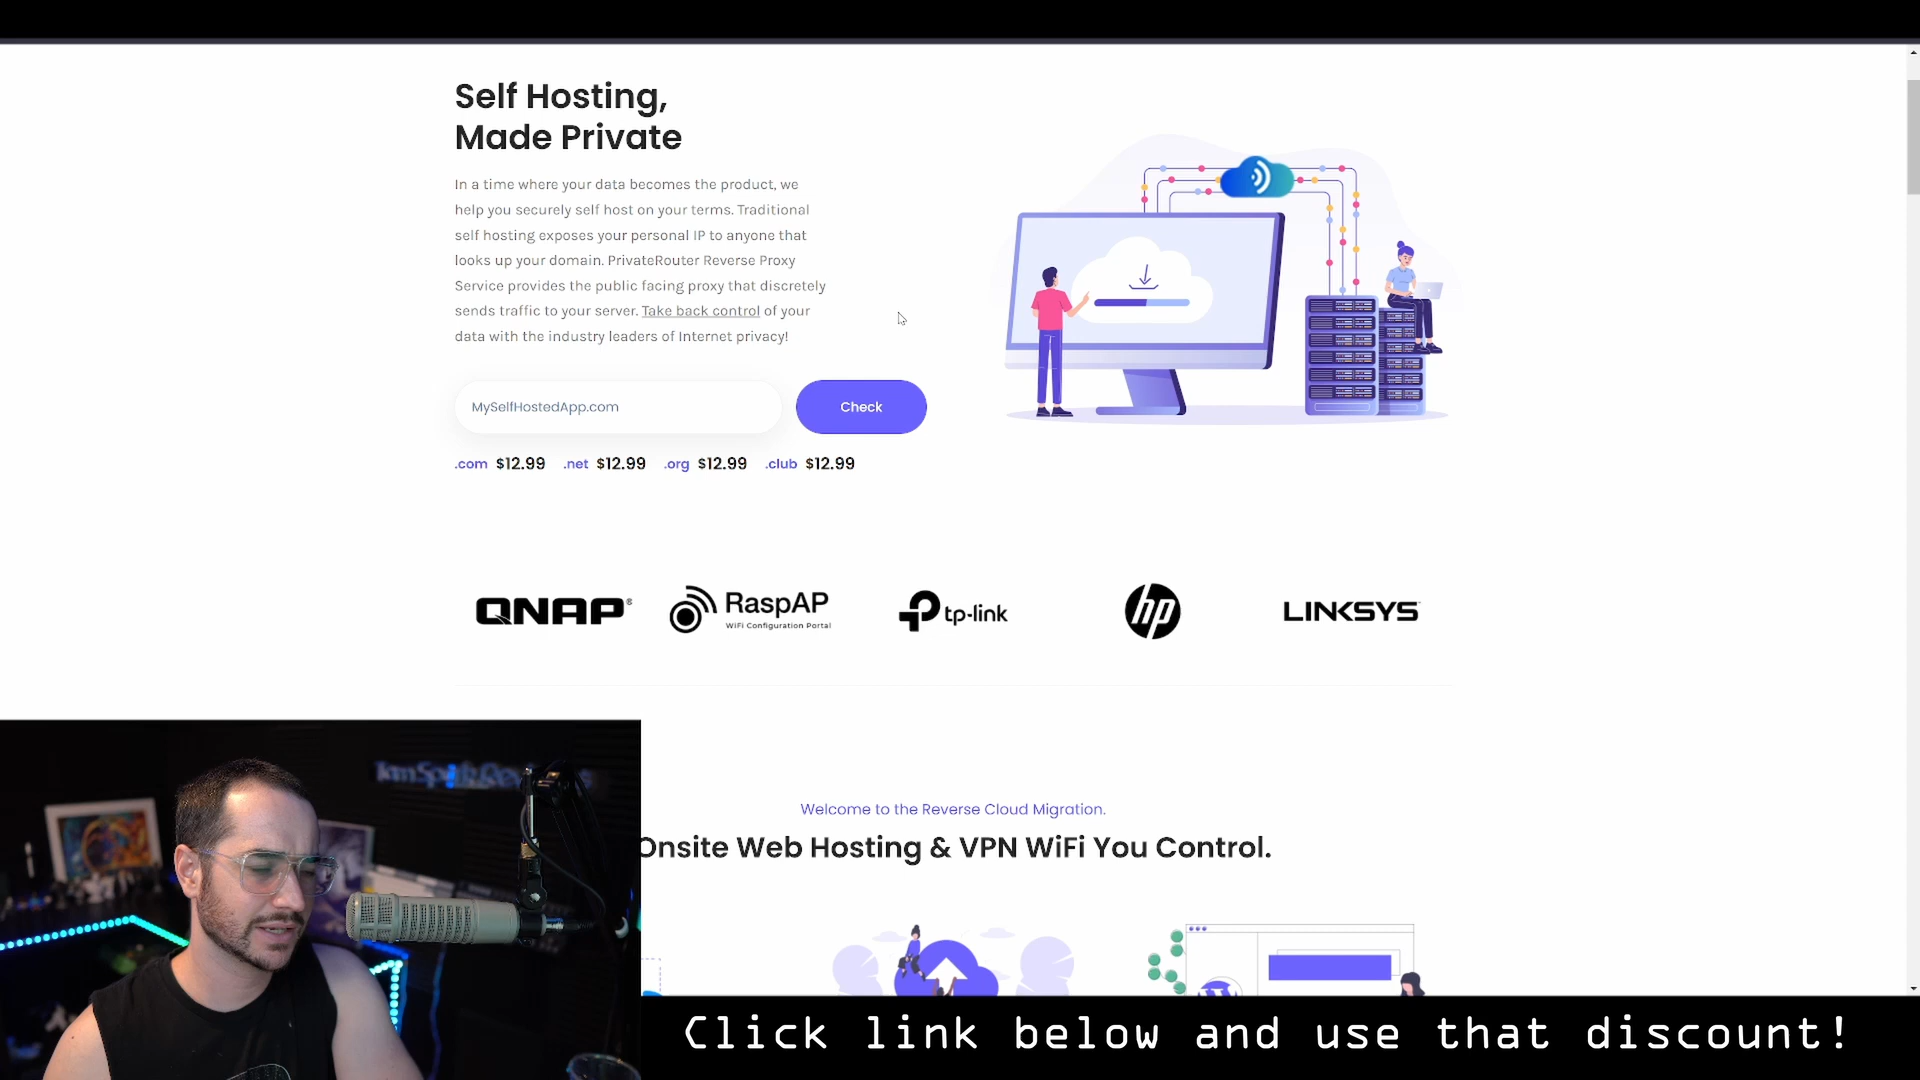 Self Hosting,
Made Private
In a time where your data becomes the product, we
help you securely self host on your terms. Traditional
self hosting exposes your personal IP to anyone that
looks up your domain. PrivateRouter Reverse Proxy
Service provides the public facing proxy that discretely
sends traffic to your server. Take back control of your
data with the industry leaders of Internet privacy!
MySelfHostedApp.com
Check
.com $12.99 .net $12.99 .org $12.99 .club $12.99
QNAP®
RaspAP
WiFi Configuration Portal
tp-link
hp
LINKSYS
Welcome to the Reverse Cloud Migration.
Onsite Web Hosting & VPN WiFi You Control.
Click link below and use that discount!